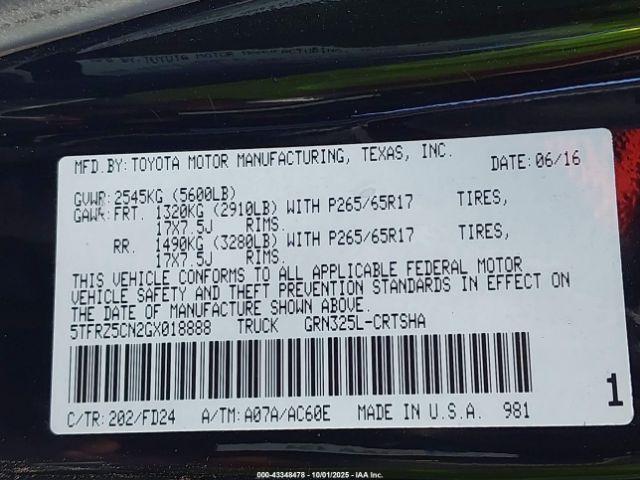 MFD.BY: TOYOTA MOTOR MANUFACTURING, TEXAS, INC. DATE: 06/16
GVWR: 2545KG (5600LB)
GAWR: FRT. 1320KG (2910LB) WITH P265/65R17 TIRES,
17X7.5J RIMS.
RR. 1490KG (3280LB) WITH P265/65R17 TIRES,
17X7.5J RIMS.
THIS VEHICLE CONFORMS TO ALL APPLICABLE FEDERAL MOTOR
VEHICLE SAFETY AND THEFT PREVENTION STANDARDS IN EFFECT ON
THE DATE OF MANUFACTURE SHOWN ABOVE.
5TFRZ5CN2GX018888 TRUCK GRN325L-CRTSHA
1
C/TR: 202/FD24 A/TM: A07A/AC60E MADE IN U.S.A. 981
000-43348478 - 10/01/2025 - IAA Inc.